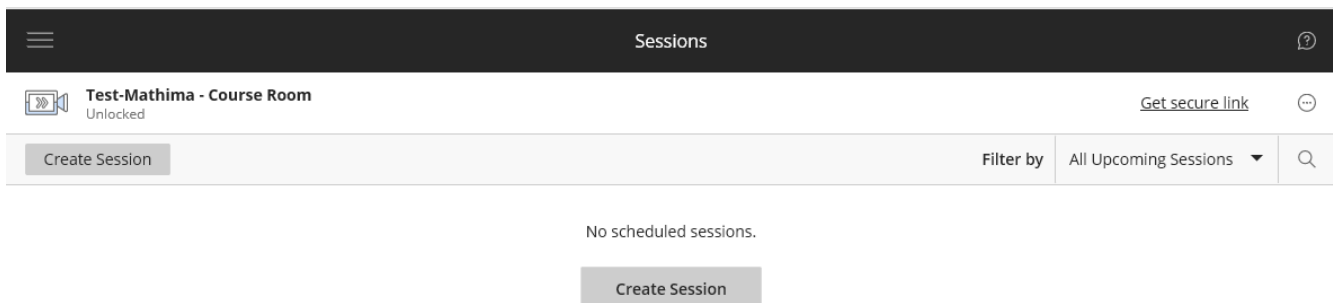 Sessions
Test-Mathima - Course Room
Unlocked
Get secure link
Create Session
Filter by
All Upcoming Sessions
No scheduled sessions.
Create Session